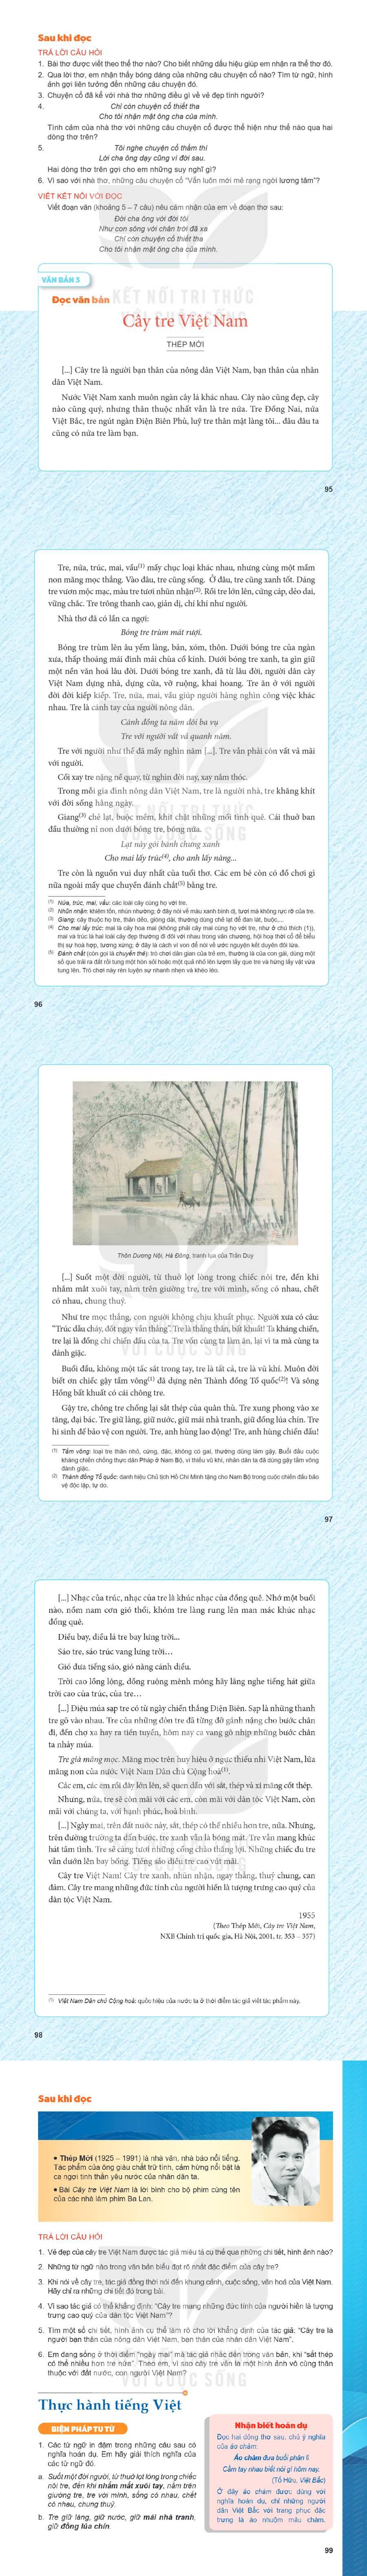 Sau khi đọc
TRẢ LỜI CÂU HỎI
1. Bài thơ được viết theo thể thơ nào? Cho biết những dấu hiệu giúp em nhận ra thể thơ đó.
2. Qua lời thơ, em nhận thấy bóng dáng của những câu chuyện cổ nào? Tìm từ ngữ, hình
ảnh gợi liên tưởng đến những câu chuyện đó.
3. Chuyện cổ đã kể với nhà thơ những điều gì về vẻ đẹp tình người?
4. Chỉ còn chuyện cổ thiết tha
Cho tôi nhận mặt ông cha của mình.
Tình cảm của nhà thơ với những câu chuyện cổ được thể hiện như thế nào qua hai
dòng thơ trên?
5. Tôi nghe chuyện cổ thầm thì
Lời cha ông dạy cũng vì đời sau.
Hai dòng thơ trên gợi cho em những suy nghĩ gì?
6. Vì sao với nhà thơ, những câu chuyện cổ "Vẫn luôn mới mẻ rạng ngời lương tâm"?
VIẾT KẾT NỐI VỚI ĐỌC
Viết đoạn văn (khoảng 5 – 7 câu) nêu cảm nhận của em về đoạn thơ sau:
Đời cha ông với đời tôi
Như con sông với chân trời đã xa
Chỉ còn chuyện cổ thiết tha
Cho tôi nhận mặt ông cha của mình.
VĂN BẢN 3
Đọc văn bản
KẾT NỐI TRI THỨC
VỚI CUỘC SỐNG
Cây tre Việt Nam
THÉP MỚI
[...] Cây tre là người bạn thân của nông dân Việt Nam, bạn thân của nhân
dân Việt Nam.
Nước Việt Nam xanh muôn ngàn cây lá khác nhau. Cây nào cũng đẹp, cây
nào cũng quý, nhưng thân thuộc nhất vẫn là tre nứa. Tre Đồng Nai, nứa
Việt Bắc, tre ngút ngàn Điện Biên Phủ, luỹ tre thân mật làng tôi... đâu đâu ta
cũng có nứa tre làm bạn.
95
Tre, nứa, trúc, mai, vầu(1) mấy chục loại khác nhau, nhưng cùng một mầm
non măng mọc thẳng. Vào đâu, tre cũng sống. Ở đâu, tre cũng xanh tốt. Dáng
tre vươn mộc mạc, màu tre tươi nhũn nhặn(2). Rồi tre lớn lên, cứng cáp, dẻo dai,
vững chắc. Tre trông thanh cao, giản dị, chí khí như người.
Nhà thơ đã có lần ca ngợi:
Bóng tre trùm mát rượi.
Bóng tre trùm lên âu yếm làng, bản, xóm, thôn. Dưới bóng tre của ngàn
xưa, thấp thoáng mái đình mái chùa cổ kính. Dưới bóng tre xanh, ta gìn giữ
một nền văn hoá lâu đời. Dưới bóng tre xanh, đã từ lâu đời, người dân cày
Việt Nam dựng nhà, dựng cửa, vỡ ruộng, khai hoang. Tre ăn ở với người
đời đời kiếp kiếp. Tre, nứa, mai, vầu giúp người hàng nghìn công việc khác
nhau. Tre là cánh tay của người nông dân.
Cánh đồng ta năm đôi ba vụ
Tre với người vất vả quanh năm.
Tre với người như thế đã mấy nghìn năm [...]. Tre vẫn phải còn vất vả mãi
với người.
Cối xay tre nặng nề quay, từ nghìn đời nay, xay nắm thóc.
Trong mỗi gia đình nông dân Việt Nam, tre là người nhà, tre khăng khít
với đời sống hằng ngày.
Giang(3) chẻ lạt, buộc mềm, khít chặt những mối tình quê. Cái thuở ban
đầu thường nỉ non dưới bóng tre, bóng nứa.
Lạt này gói bánh chưng xanh
Cho mai lấy trúc(4), cho anh lấy nàng...
Tre còn là nguồn vui duy nhất của tuổi thơ. Các em bé còn có đồ chơi gì
nữa ngoài mấy que chuyền đánh chắt(5) bằng tre.
(1) Nứa, trúc, mai, vầu: các loài cây cùng họ với tre.
(2) Nhũn nhặn: khiêm tốn, nhún nhường; ở đây nói về màu xanh bình dị, tươi mà không rực rỡ của tre.
(3) Giang: cây thuộc họ tre, thân dẻo, gióng dài, thường dùng chẻ lạt để đan lát, buộc,...
(4) Cho mai lấy trúc: mai là cây hoa mai (không phải cây mai cùng họ với tre, như ở chú thích (1)),
mai và trúc là hai loài cây đẹp thường đi đôi với nhau trong văn chương, hội hoạ thời cổ để biểu
thị sự hoà hợp, tương xứng; ở đây là cách ví von để nói về ước nguyện kết duyên đôi lứa.
(5) Đánh chắt (còn gọi là chuyền thẻ): trò chơi dân gian của trẻ em, thường là của con gái, dùng một
số que trải ra đất rồi tung một hòn sỏi hoặc một quả nhỏ lên lượm lấy que tre và hứng lấy vật vừa
tung lên. Trò chơi này rèn luyện sự nhanh nhẹn và khéo léo.
96
Thôn Dương Nội, Hà Đông, tranh lụa của Trần Duy
[...] Suốt một đời người, từ thuở lọt lòng trong chiếc nôi tre, đến khi
nhắm mắt xuôi tay, nằm trên giường tre, tre với mình, sống có nhau, chết
có nhau, chung thuỷ.
Như tre mọc thẳng, con người không chịu khuất phục. Người xưa có câu:
"Trúc dẫu cháy, đốt ngay vẫn thẳng". Tre là thẳng thắn, bất khuất! Ta kháng chiến,
tre lại là đồng chí chiến đấu của ta. Tre vốn cùng ta làm ăn, lại vì ta mà cùng ta
đánh giặc.
Buổi đầu, không một tấc sắt trong tay, tre là tất cả, tre là vũ khí. Muôn đời
biết ơn chiếc gậy tầm vông(1) đã dựng nên Thành đồng Tổ quốc(2)! Và sông
Hồng bất khuất có cái chông tre.
Gậy tre, chông tre chống lại sắt thép của quân thù. Tre xung phong vào xe
tăng, đại bác. Tre giữ làng, giữ nước, giữ mái nhà tranh, giữ đồng lúa chín. Tre
hi sinh để bảo vệ con người. Tre, anh hùng lao động! Tre, anh hùng chiến đấu!
(1) Tầm vông: loại tre thân nhỏ, cứng, đặc, không có gai, thường dùng làm gậy. Buổi đầu cuộc
kháng chiến chống thực dân Pháp ở Nam Bộ, vì thiếu vũ khí, nhân dân ta đã dùng gậy tầm vông
đánh giặc.
(2) Thành đồng Tổ quốc: danh hiệu Chủ tịch Hồ Chí Minh tặng cho Nam Bộ trong cuộc chiến đấu bảo
vệ độc lập, tự do.
97
[...] Nhạc của trúc, nhạc của tre là khúc nhạc của đồng quê. Nhớ một buổi
nào, nồm nam cơn gió thổi, khóm tre làng rung lên man mác khúc nhạc
đồng quê.
Diều bay, diều lá tre bay lưng trời...
Sáo tre, sáo trúc vang lưng trời...
Gió đưa tiếng sáo, gió nâng cánh diều.
Trời cao lồng lộng, đồng ruộng mênh mông hãy lắng nghe tiếng hát giữa
trời cao của trúc, của tre...
[...] Điệu múa sạp tre có từ ngày chiến thắng Điện Biên. Sạp là những thanh
tre gõ vào nhau. Tre của những đòn tre đã từng đỡ gánh nặng cho bước chân
đi, đến chợ xa hay ra tiền tuyến, hôm nay ca vang gõ nhịp những bước chân
ta nhảy múa.
Tre già măng mọc. Măng mọc trên huy hiệu ở ngực thiếu nhi Việt Nam, lứa
măng non của nước Việt Nam Dân chủ Cộng hoà(1).
Các em, các em rồi đây lớn lên, sẽ quen dần với sắt, thép và xi măng cốt thép.
Nhưng, nứa, tre sẽ còn mãi với các em, còn mãi với dân tộc Việt Nam, còn
mãi với chúng ta, với hạnh phúc, hoà bình.
[...] Ngày mai, trên đất nước này, sắt, thép có thể nhiều hơn tre, nứa. Nhưng,
trên đường trường ta dấn bước, tre xanh vẫn là bóng mát. Tre vẫn mang khúc
hát tâm tình. Tre sẽ càng tươi những cổng chào thắng lợi. Những chiếc đu tre
vẫn dướn lên bay bổng. Tiếng sáo diều tre cao vút mãi.
Cây tre Việt Nam! Cây tre xanh, nhũn nhặn, ngay thẳng, thuỷ chung, can
đảm. Cây tre mang những đức tính của người hiền là tượng trưng cao quý của
dân tộc Việt Nam.
1955
(Theo Thép Mới, Cây tre Việt Nam,
NXB Chính trị quốc gia, Hà Nội, 2001, tr. 353 – 357)
(1) Việt Nam Dân chủ Cộng hoà: quốc hiệu của nước ta ở thời điểm tác giả viết tác phẩm này.
98
Sau khi đọc
• Thép Mới (1925 – 1991) là nhà văn, nhà báo nổi tiếng.
Tác phẩm của ông giàu chất trữ tình, cảm hứng nổi bật là
ca ngợi tinh thần yêu nước của nhân dân ta.
• Bài Cây tre Việt Nam là lời bình cho bộ phim cùng tên
của các nhà làm phim Ba Lan.
TRẢ LỜI CÂU HỎI
1. Vẻ đẹp của cây tre Việt Nam được tác giả miêu tả cụ thể qua những chi tiết, hình ảnh nào?
2. Những từ ngữ nào trong văn bản biểu đạt rõ nhất đặc điểm của cây tre?
3. Khi nói về cây tre, tác giả đồng thời nói đến khung cảnh, cuộc sống, văn hoá của Việt Nam.
Hãy chỉ ra những chi tiết đó trong bài.
4. Vì sao tác giả có thể khẳng định: "Cây tre mang những đức tính của người hiền là tượng
trưng cao quý của dân tộc Việt Nam"?
5. Tìm một số chi tiết, hình ảnh cụ thể làm rõ cho lời khẳng định của tác giả: "Cây tre là
người bạn thân của nông dân Việt Nam, bạn thân của nhân dân Việt Nam".
6. Em đang sống ở thời điểm "ngày mai" mà tác giả nhắc đến trong văn bản, khi "sắt thép
có thể nhiều hơn tre nứa". Theo em, vì sao cây tre vẫn là một hình ảnh vô cùng thân
thuộc với đất nước, con người Việt Nam?
Thực hành tiếng Việt
BIỆN PHÁP TU TỪ
1. Các từ ngữ in đậm trong những câu sau có
nghĩa hoán dụ. Em hãy giải thích nghĩa của
các từ ngữ đó.
a. Suốt một đời người, từ thuở lọt lòng trong chiếc
nôi tre, đến khi nhắm mắt xuôi tay, nằm trên
giường tre, tre với mình, sống có nhau, chết
có nhau, chung thuỷ.
b. Tre giữ làng, giữ nước, giữ mái nhà tranh,
giữ đồng lúa chín.
Nhận biết hoán dụ
Đọc hai dòng thơ sau, chú ý nghĩa
của áo chàm:
Áo chàm đưa buổi phân li
Cầm tay nhau biết nói gì hôm nay.
(Tố Hữu, Việt Bắc)
Ở đây áo chàm được dùng với
nghĩa hoán dụ, chỉ những người
dân Việt Bắc với trang phục đặc
trưng là áo nhuộm màu chàm.
99